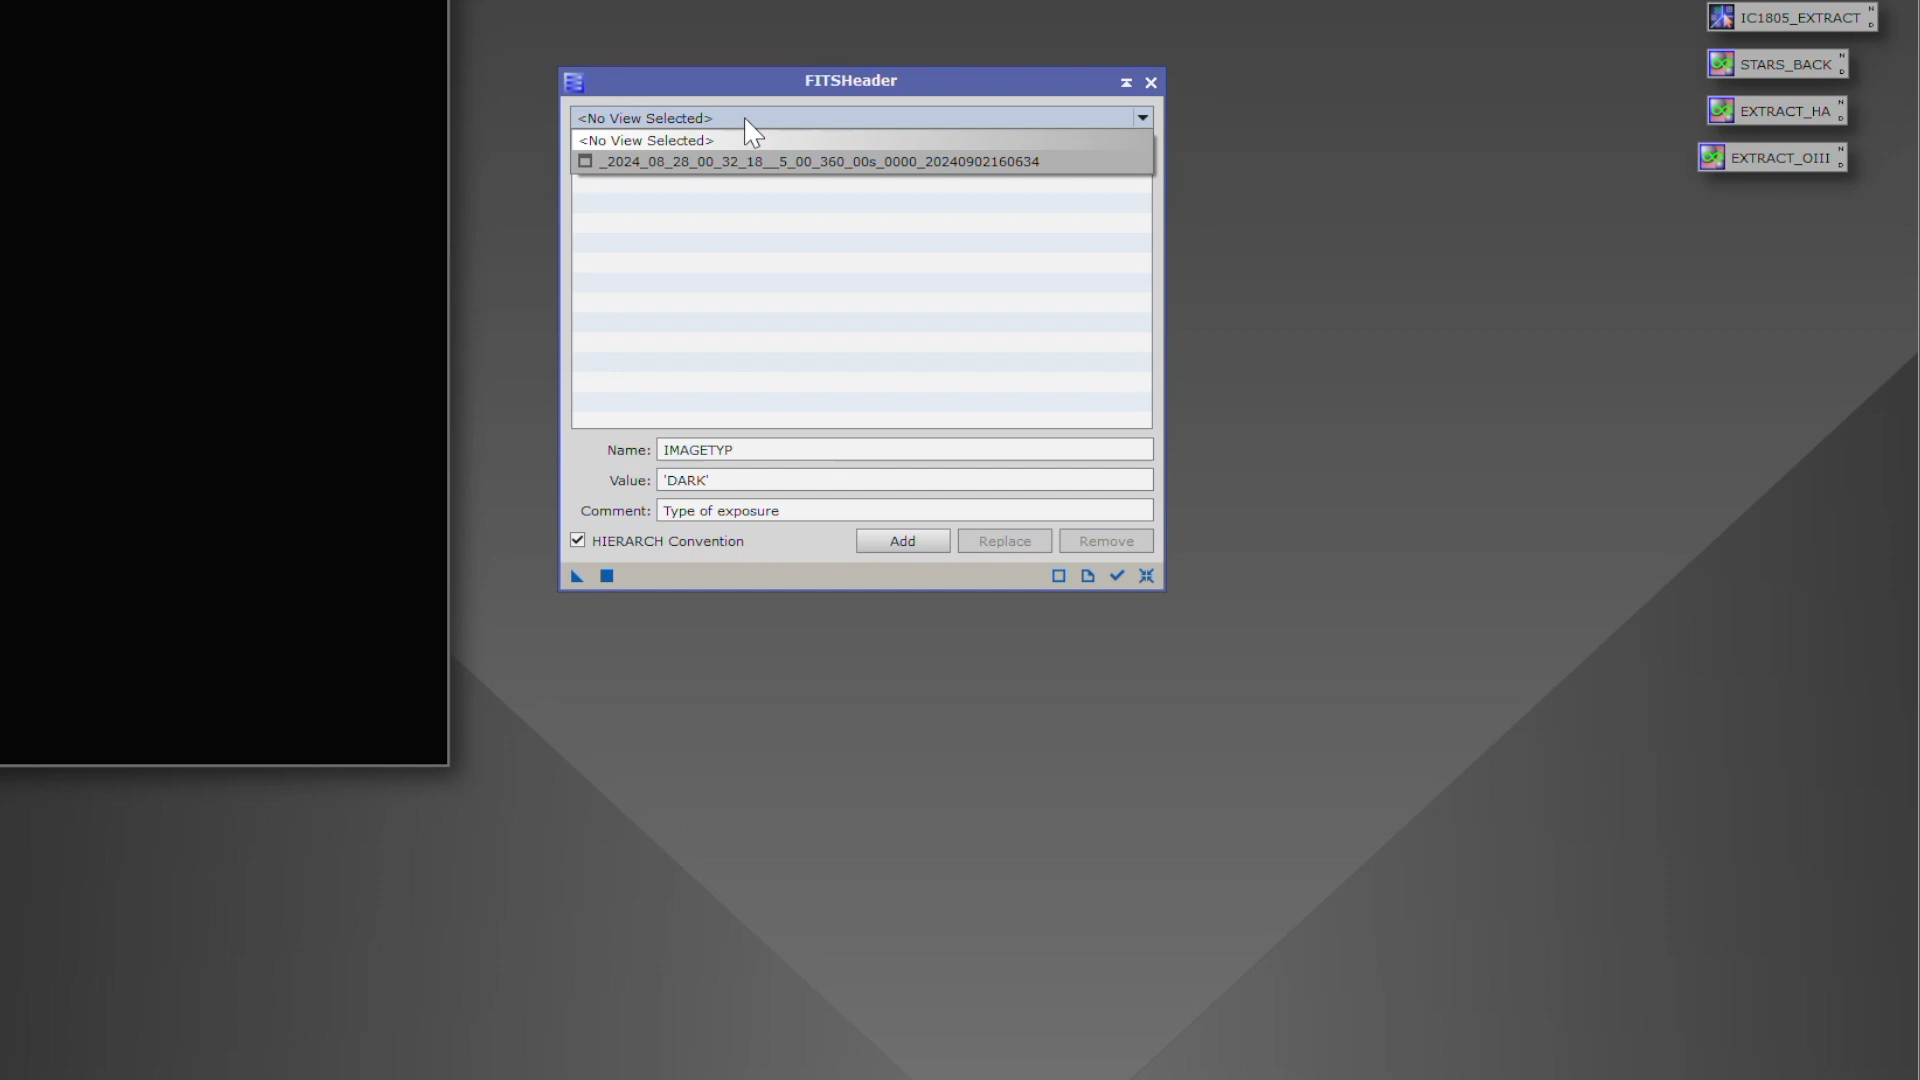 IC1805_EXTRACT N D
STARS_BACK N D
EXTRACT_HA N D
EXTRACT_OIII N D
FITSHeader
<No View Selected>
<No View Selected>
_2024_08_28_00_32_18__5_00_360_00s_0000_20240902160634
Name: IMAGETYP
Value: 'DARK'
Comment: Type of exposure
HIERARCH Convention Add Replace Remove